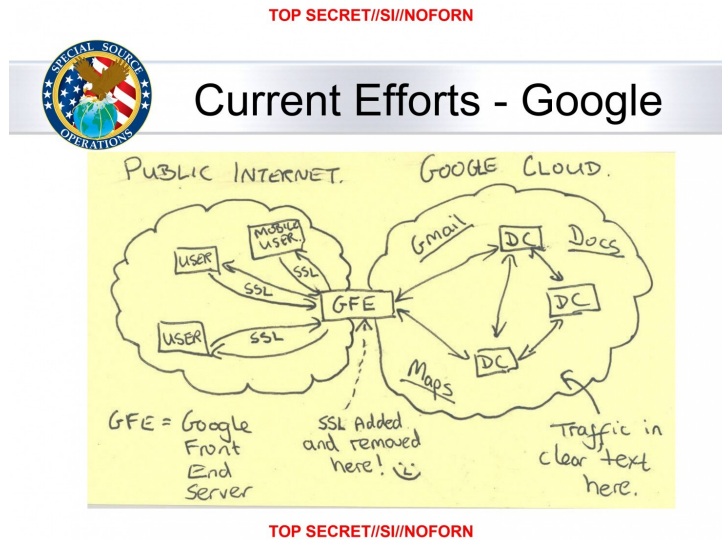 TOP SECRET//SI//NOFORN
SPECIAL SOURCE
OPERATIONS
Current Efforts - Google
PUBLIC INTERNET.
GOOGLE CLOUD.
MOBILE
USER.
USER
SSL
SSL
USER
SSL
GFE
Gmail
DC
Docs
DC
DC
Maps
GFE = Google
Front
End
Server
SSL Added
and removed
here! :)
Traffic in
clear text
here.
TOP SECRET//SI//NOFORN